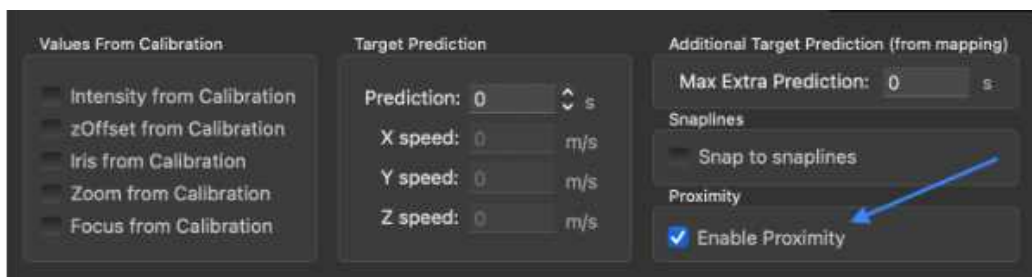 Values From Calibration
Intensity from Calibration
zOffset from Calibration
Iris from Calibration
Zoom from Calibration
Focus from Calibration
Target Prediction
Prediction: 0 s
X speed: 0 m/s
Y speed: 0 m/s
Z speed: 0 m/s
Additional Target Prediction (from mapping)
Max Extra Prediction: 0 s
Snaplines
Snap to snaplines
Proximity
Enable Proximity